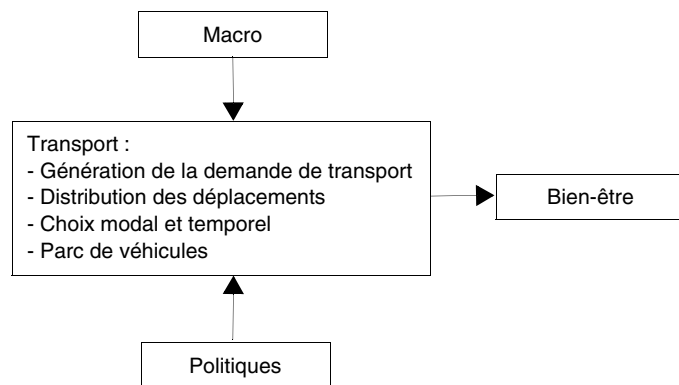 Macro
Transport :
- Génération de la demande de transport
- Distribution des déplacements
- Choix modal et temporel
- Parc de véhicules
Bien-être
Politiques